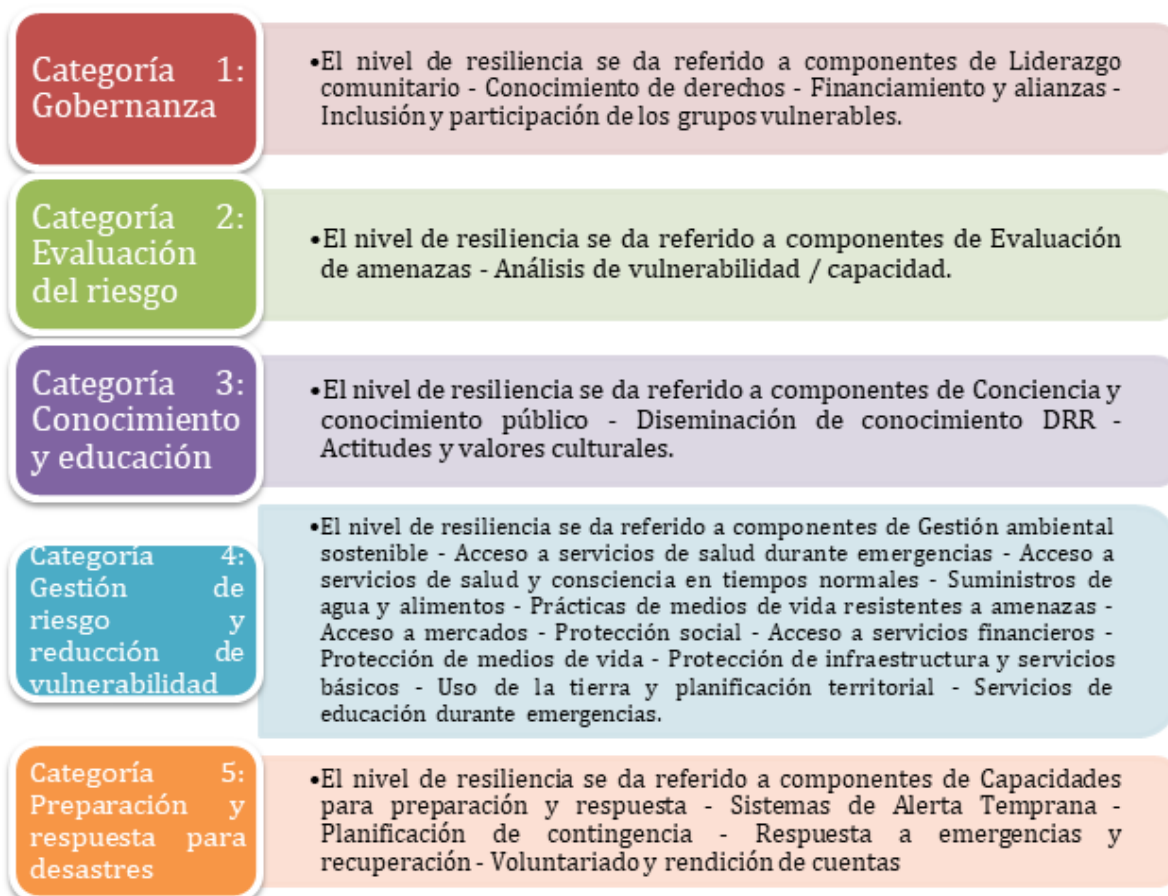 Categoría 1:
Gobernanza
•El nivel de resiliencia se da referido a componentes de Liderazgo
comunitario - Conocimiento de derechos - Financiamiento y alianzas -
Inclusión y participación de los grupos vulnerables.
Categoría 2:
Evaluación
del riesgo
•El nivel de resiliencia se da referido a componentes de Evaluación
de amenazas - Análisis de vulnerabilidad / capacidad.
Categoría 3:
Conocimiento
y educación
•El nivel de resiliencia se da referido a componentes de Conciencia y
conocimiento público - Diseminación de conocimiento DRR -
Actitudes y valores culturales.
Categoría 4:
Gestión de
riesgo y
reducción de
vulnerabilidad
•El nivel de resiliencia se da referido a componentes de Gestión ambiental
sostenible - Acceso a servicios de salud durante emergencias - Acceso a
servicios de salud y consciencia en tiempos normales - Suministros de
agua y alimentos - Prácticas de medios de vida resistentes a amenazas -
Acceso a mercados - Protección social - Acceso a servicios financieros -
Protección de medios de vida - Protección de infraestructura y servicios
básicos - Uso de la tierra y planificación territorial - Servicios de
educación durante emergencias.
Categoría 5:
Preparación y
respuesta para
desastres
•El nivel de resiliencia se da referido a componentes de Capacidades
para preparación y respuesta - Sistemas de Alerta Temprana -
Planificación de contingencia - Respuesta a emergencias y
recuperación - Voluntariado y rendición de cuentas